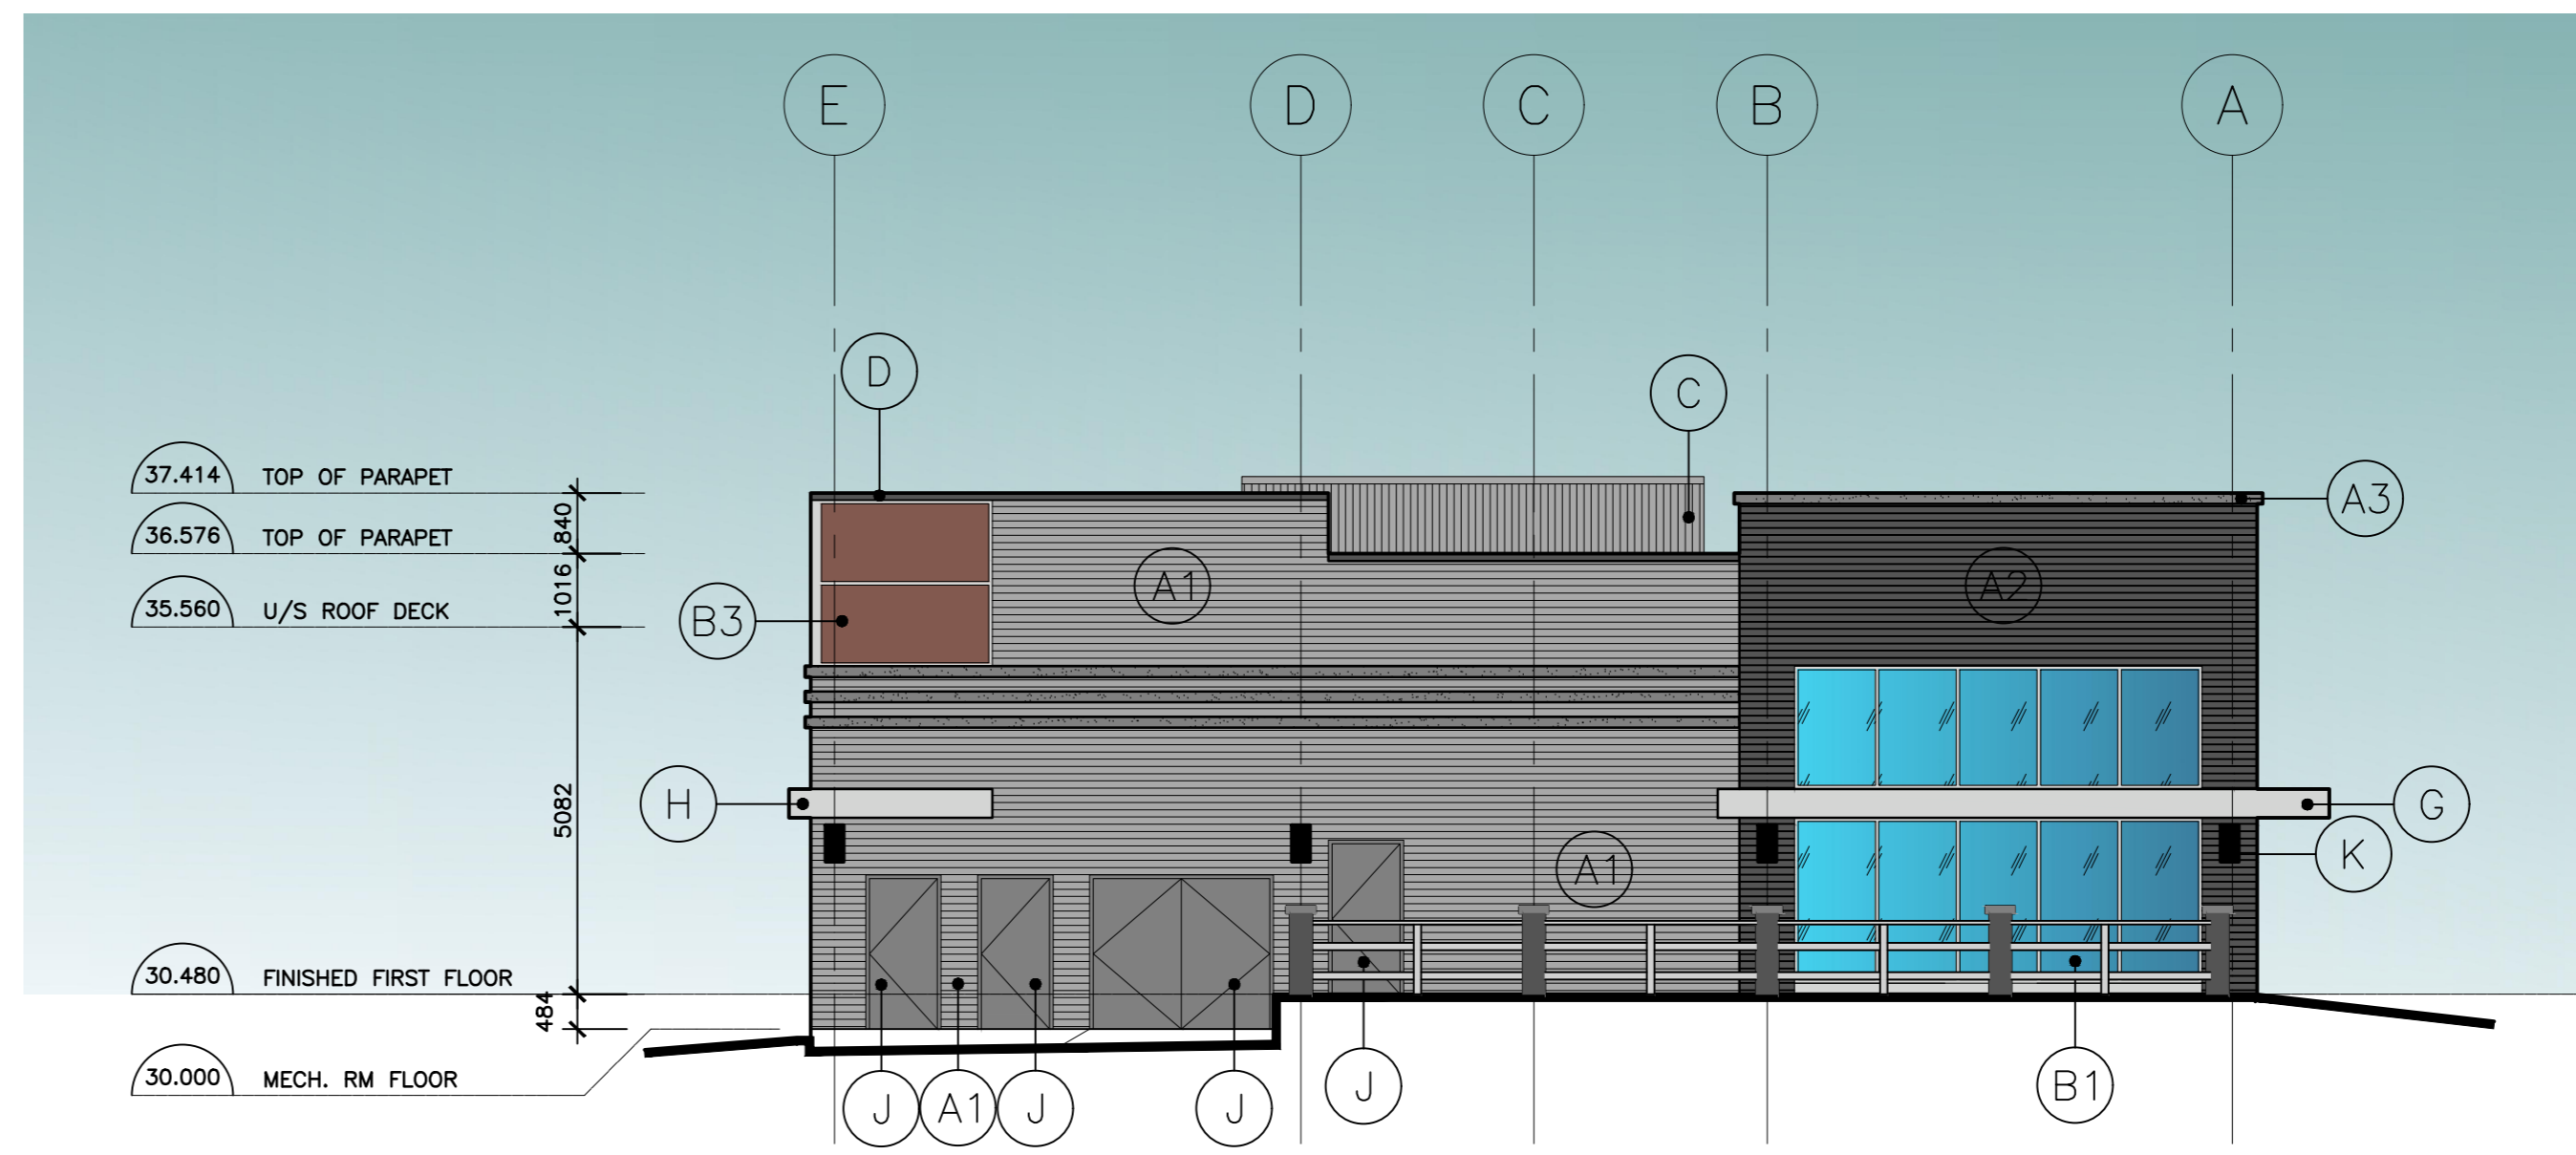 E
D
C
B
A
D
C
37.414 TOP OF PARAPET
A3
840
36.576 TOP OF PARAPET
A1
A2
1016
35.560 U/S ROOF DECK
B3
5082
H
G
K
A1
30.480 FINISHED FIRST FLOOR
484
30.000 MECH. RM FLOOR
J
A1
J
J
J
B1